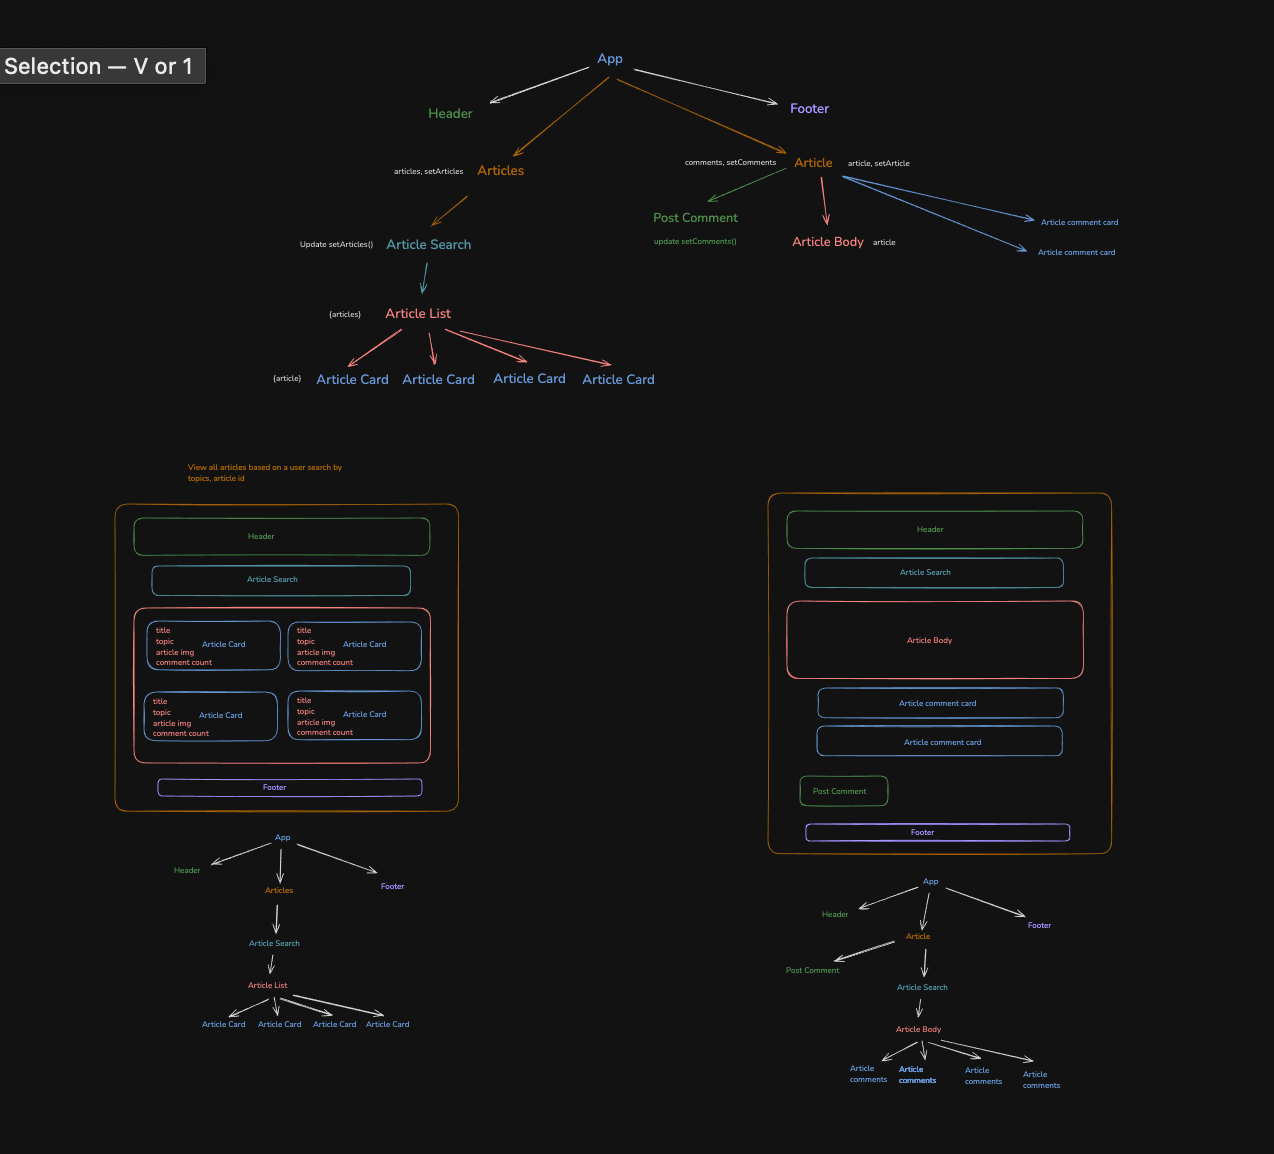 Selection — V or 1
App
Header
Footer
articles, setArticles
Articles
comments, setComments
Article
article, setArticle
Post Comment
update setComments()
Article Body
article
Article comment card
Article comment card
Update setArticles()
Article Search
{articles}
Article List
{article}
Article Card
Article Card
Article Card
Article Card
View all articles based on a user search by
topics, article id
Header
Article Search
title
topic
article img
comment count
Article Card
title
topic
article img
comment count
Article Card
title
topic
article img
comment count
Article Card
title
topic
article img
comment count
Article Card
Footer
App
Header
Articles
Footer
Article Search
Article List
Article Card
Article Card
Article Card
Article Card
Header
Article Search
Article Body
Article comment card
Article comment card
Post Comment
Footer
App
Header
Footer
Article
Post Comment
Article Search
Article Body
Article
comments
Article
comments
Article
comments
Article
comments